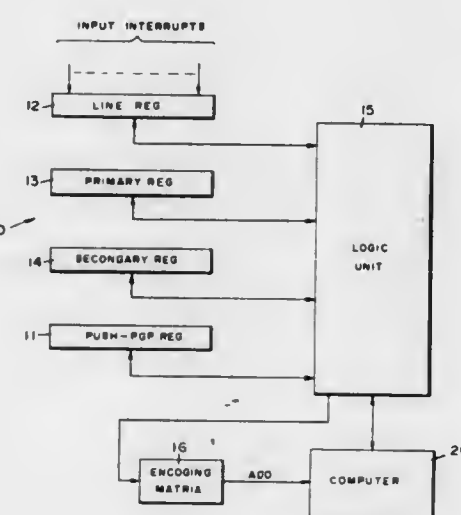 INPUT INTERRUPTS
12
LINE REG
15
13
PRIMARY REG
LOGIC
UNIT
14
SECONDARY REG
11
PUSH-POP REG
16
ENCODING
MATRIX
ADD
COMPUTER